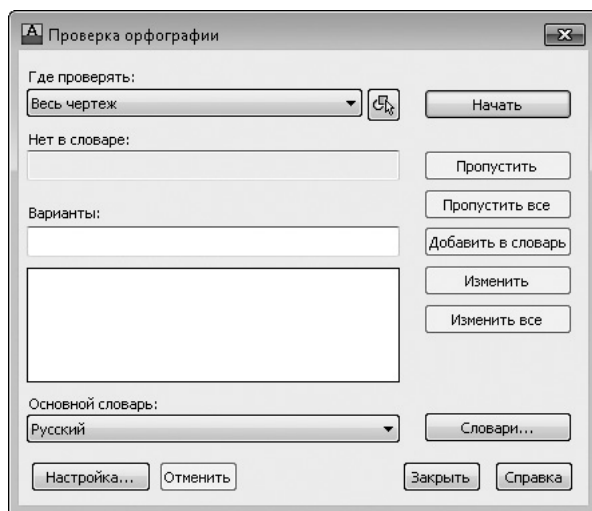 Проверка орфографии
Где проверять:
Весь чертеж
Начать
Нет в словаре:
Пропустить
Пропустить все
Варианты:
Добавить в словарь
Изменить
Изменить все
Основной словарь:
Русский
Словари...
Настройка...
Отменить
Закрыть
Справка